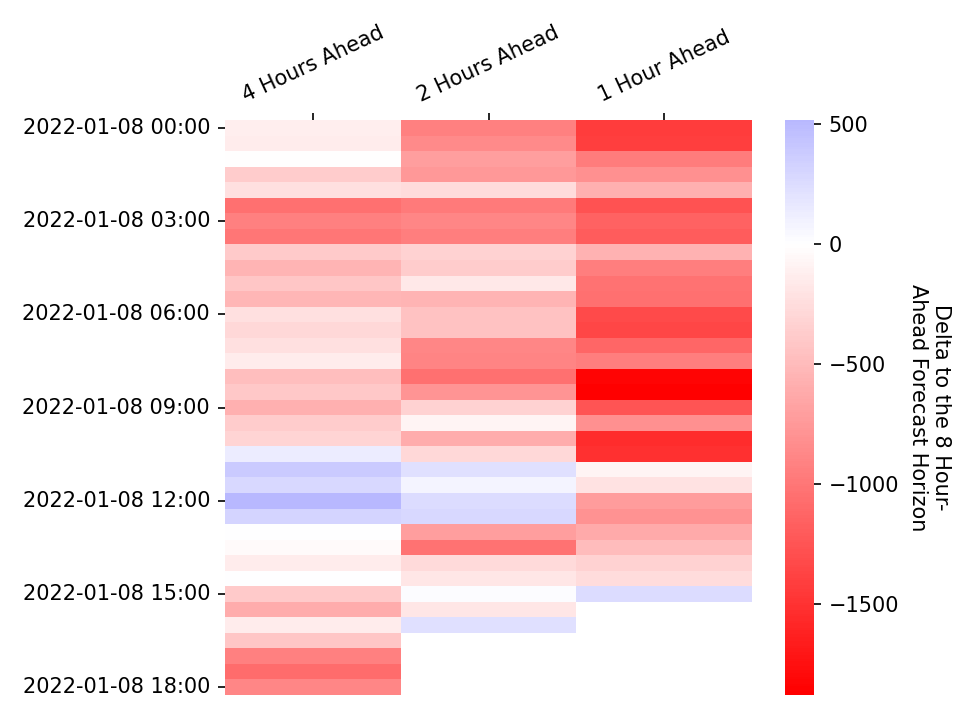 4 Hours Ahead
2 Hours Ahead
1 Hour Ahead
2022-01-08 00:00
2022-01-08 03:00
2022-01-08 06:00
2022-01-08 09:00
2022-01-08 12:00
2022-01-08 15:00
2022-01-08 18:00
500
0
−500
−1000
−1500
Delta to the 8 Hour-
Ahead Forecast Horizon